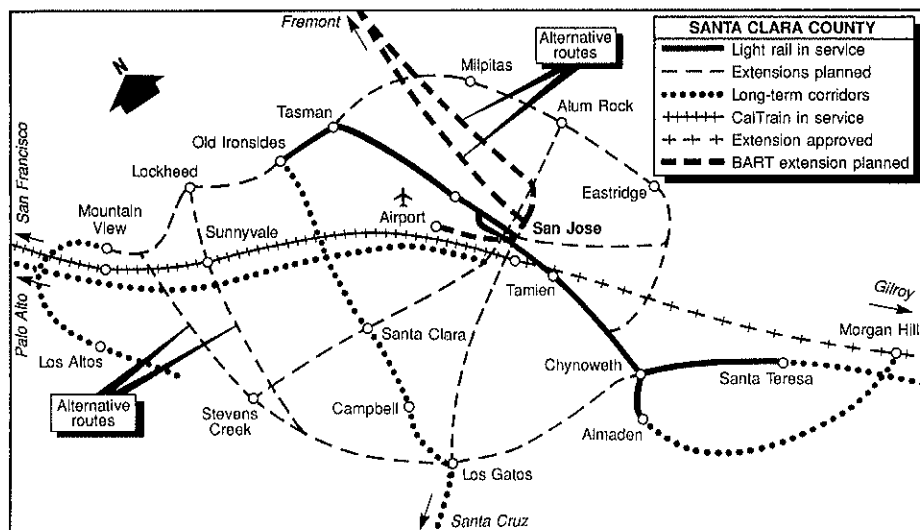 Fremont
Alternative
routes
SANTA CLARA COUNTY
Light rail in service
Extensions planned
Long-term corridors
CalTrain in service
Extension approved
BART extension planned
N
Milpitas
Tasman
Alum Rock
Old Ironsides
Lockheed
Eastridge
San Francisco
Mountain
View
Sunnyvale
Airport
San Jose
Tamien
Gilroy
Palo Alto
Morgan Hill
Santa Clara
Los Altos
Chynoweth
Santa Teresa
Alternative
routes
Stevens
Creek
Campbell
Almaden
Los Gatos
Santa Cruz